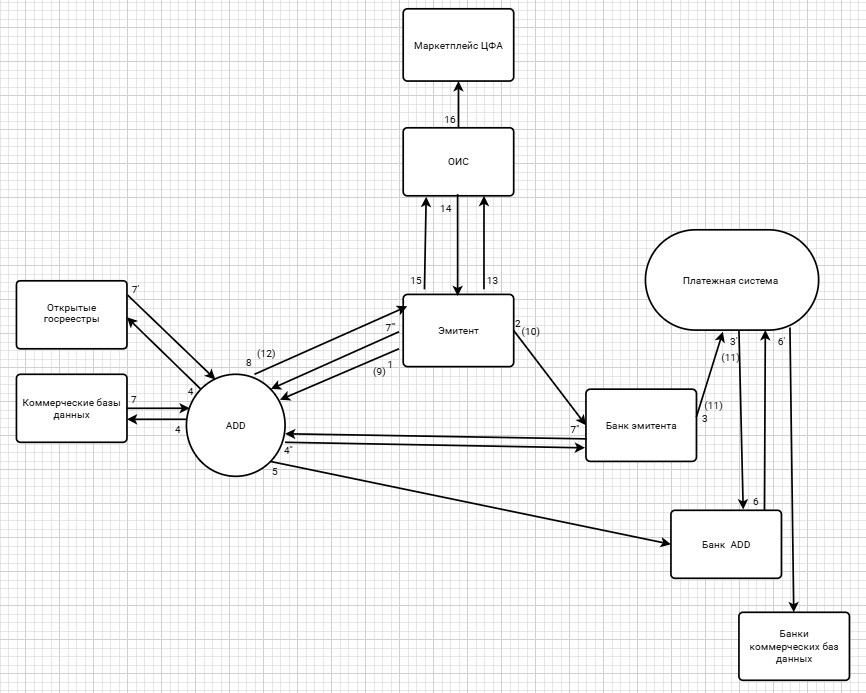 Маркетплейс ЦФА
16
ОИС
14
15
13
Платежная система
7'
Открытые
госреестры
Эмитент
2
(10)
7'''
(12)
8
1
(9)
3'
(11)
6'
4
Коммерческие базы
данных
7
4
ADD
(11)
3
Банк эмитента
7''
4''
5
6
Банк ADD
Банки
коммерческих баз
данных